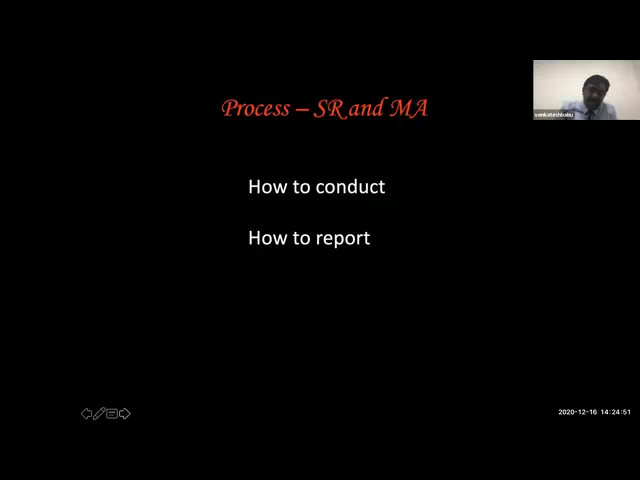 Process – SR and MA
venkateshbabu
How to conduct
How to report
2020-12-16 14:24:51